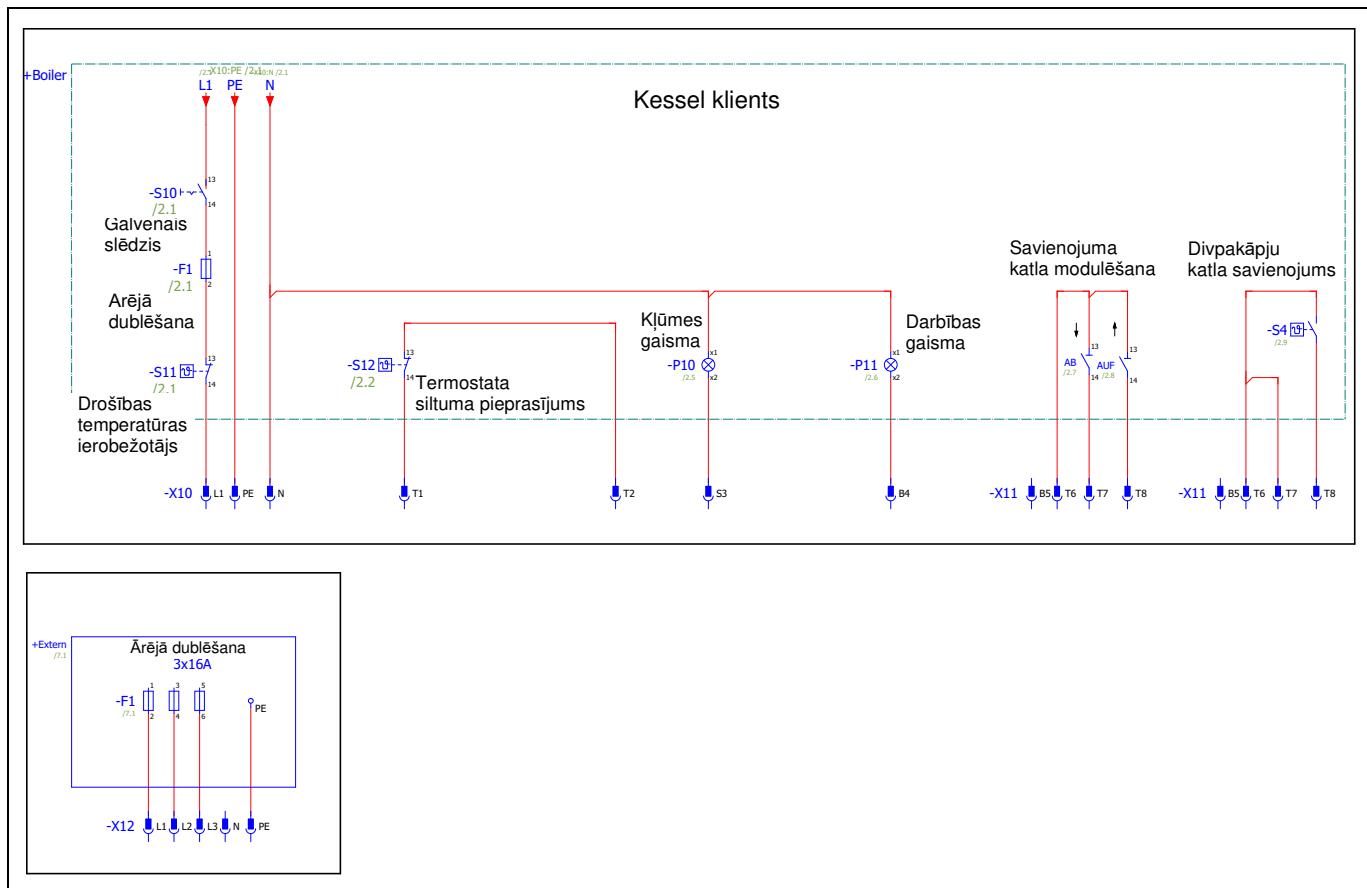 +Boiler
/2.1 X10:PE /2.1 X10:N /2.1
L1 PE N
Kessel klients
13
-S10
/2.1
14
Galvenais
slēdzis
1
-F1
/2.1
2
Arējā
dublēšana
13
-S11
/2.1
14
Drošības
temperatūras
ierobežotājs
13
-S12
/2.2
14
Termostata
siltuma pieprasījums
Kļūmes
gaisma
x1
-P10
/2.5
x2
Darbības
gaisma
x1
-P11
/2.6
x2
Savienojuma
katla modulēšana
13
AB
/2.7
14
13
AUF
/2.8
14
Divpakāpju
katla savienojums
-S4
/2.9
-X10 L1 PE N T1 T2 S3 B4
-X11 B5 T6 T7 T8
-X11 B5 T6 T7 T8
+Extern
/7.1
Ārējā dublēšana
3x16A
1 3 5
-F1
/7.1
2 4 6
PE
-X12 L1 L2 L3 N PE